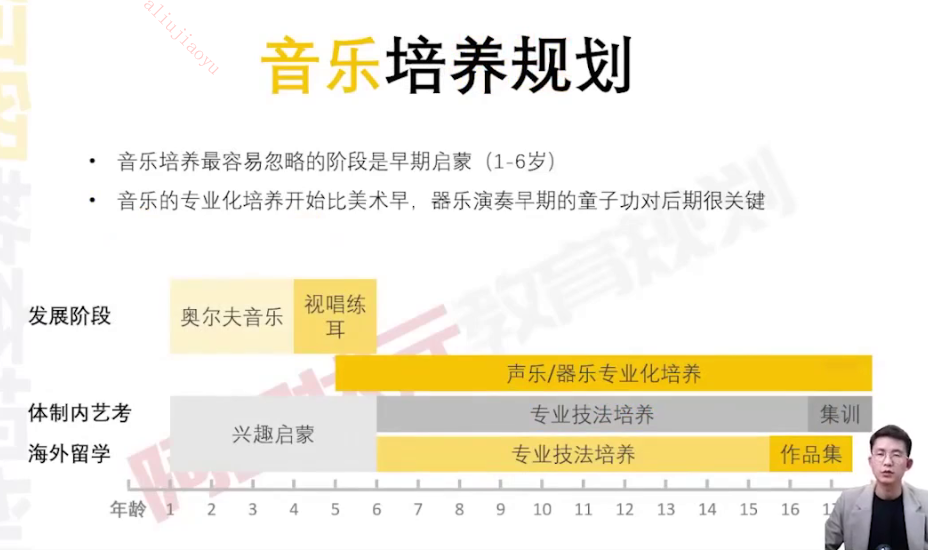 aliujiaoyu
音乐培养规划
• 音乐培养最容易忽略的阶段是早期启蒙（1-6岁）
• 音乐的专业化培养开始比美术早，器乐演奏早期的童子功对后期很关键
教育规划
发展阶段
奥尔夫音乐
视唱练
耳
声乐/器乐专业化培养
体制内艺考
兴趣启蒙
专业技法培养
集训
海外留学
专业技法培养
作品集
年龄 1 2 3 4 5 6 7 8 9 10 11 12 13 14 15 16